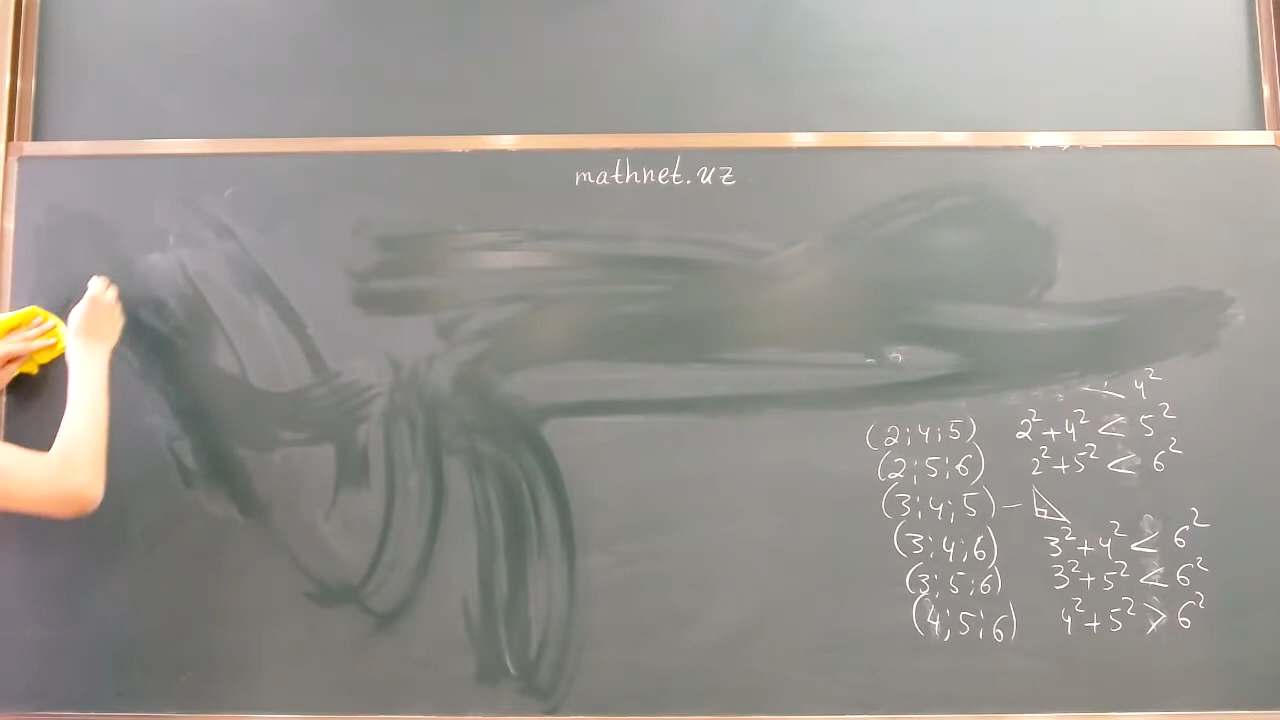 mathnet.uz
< 4²
(2;4;5) 2²+4² < 5²
(2;5;6) 2²+5² < 6²
(3;4;5) –
(3;4;6) 3²+4² < 6²
(3;5;6) 3²+5² < 6²
(4;5;6) 4²+5² > 6²